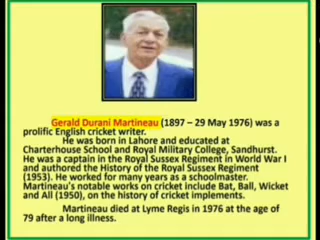 Gerald Durani Martineau (1897 – 29 May 1976) was a
prolific English cricket writer.
He was born in Lahore and educated at
Charterhouse School and Royal Military College, Sandhurst.
He was a captain in the Royal Sussex Regiment in World War I
and authored the History of the Royal Sussex Regiment
(1953). He worked for many years as a schoolmaster.
Martineau's notable works on cricket include Bat, Ball, Wicket
and All (1950), on the history of cricket implements.
Martineau died at Lyme Regis in 1976 at the age of
79 after a long illness.